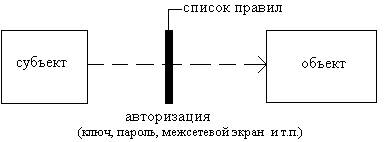 список правил
субъект
объект
авторизация
(ключ, пароль, межсетевой экран и т.п.)